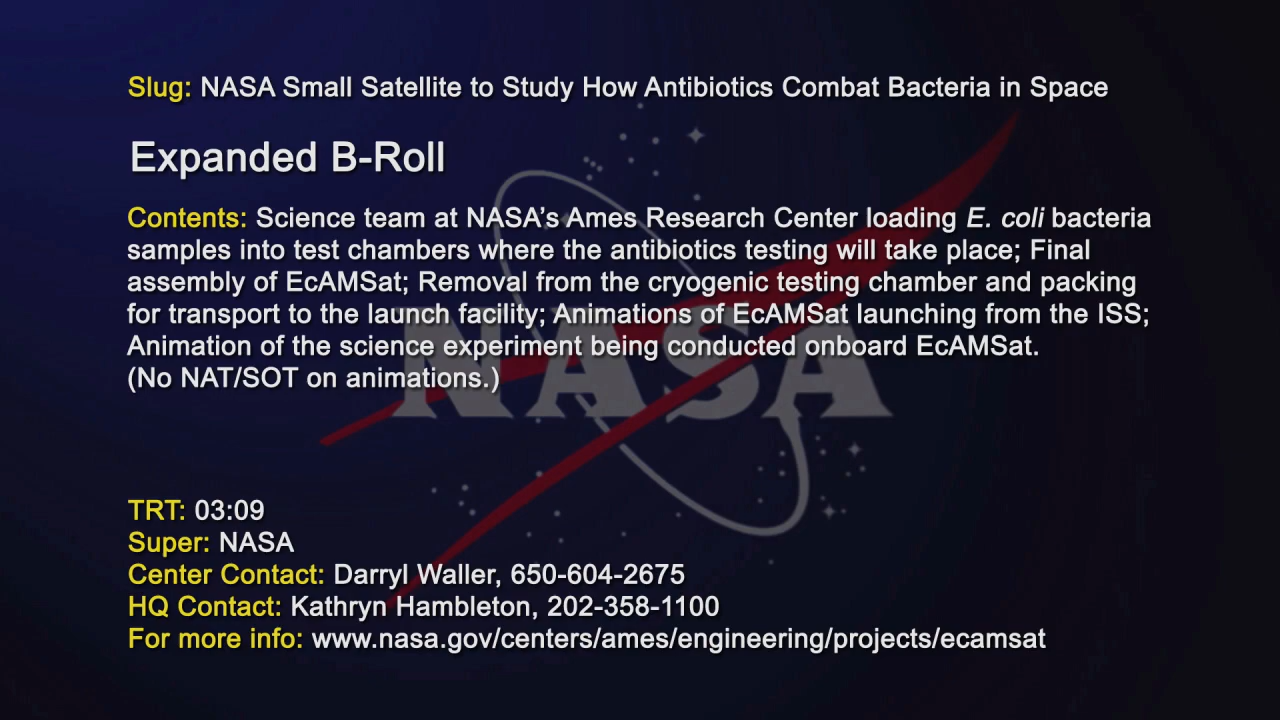 Slug: NASA Small Satellite to Study How Antibiotics Combat Bacteria in Space
Expanded B-Roll
Contents: Science team at NASA’s Ames Research Center loading E. coli bacteria
samples into test chambers where the antibiotics testing will take place; Final
assembly of EcAMSat; Removal from the cryogenic testing chamber and packing
for transport to the launch facility; Animations of EcAMSat launching from the ISS;
Animation of the science experiment being conducted onboard EcAMSat.
(No NAT/SOT on animations.)
NASA
TRT: 03:09
Super: NASA
Center Contact: Darryl Waller, 650-604-2675
HQ Contact: Kathryn Hambleton, 202-358-1100
For more info: www.nasa.gov/centers/ames/engineering/projects/ecamsat